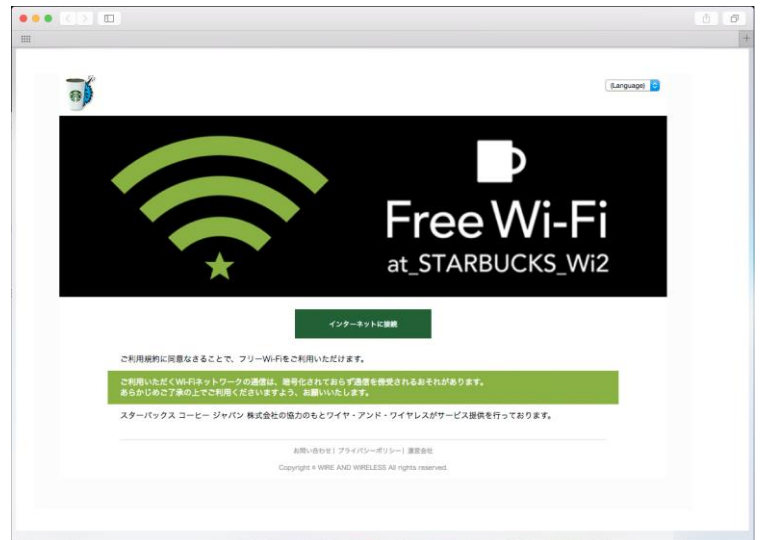 (Language)
Free Wi-Fi
at_STARBUCKS_Wi2
インターネットに接続
ご利用規約に同意なさることで、フリーWi-Fiをご利用いただけます。
ご利用いただくWi-Fiネットワークの通信は、暗号化されておらず通信を傍受されるおそれがあります。
あらかじめご了承の上でご利用くださいますよう、お願いいたします。
スターバックス コーヒー ジャパン 株式会社の協力のもとワイヤ・アンド・ワイヤレスがサービス提供を行っております。
お問い合わせ | プライバシーポリシー | 運営会社
Copyright © WIRE AND WIRELESS All rights reserved.